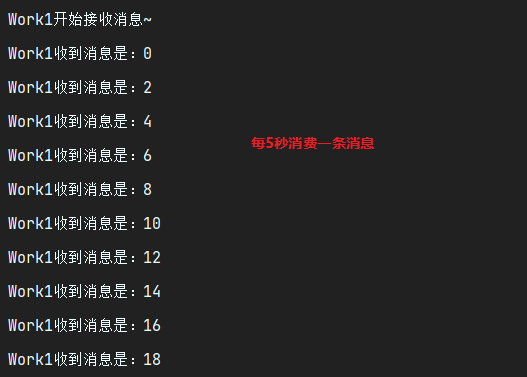 Work1开始接收消息~
Work1收到消息是：0
Work1收到消息是：2
Work1收到消息是：4
每5秒消费一条消息
Work1收到消息是：6
Work1收到消息是：8
Work1收到消息是：10
Work1收到消息是：12
Work1收到消息是：14
Work1收到消息是：16
Work1收到消息是：18